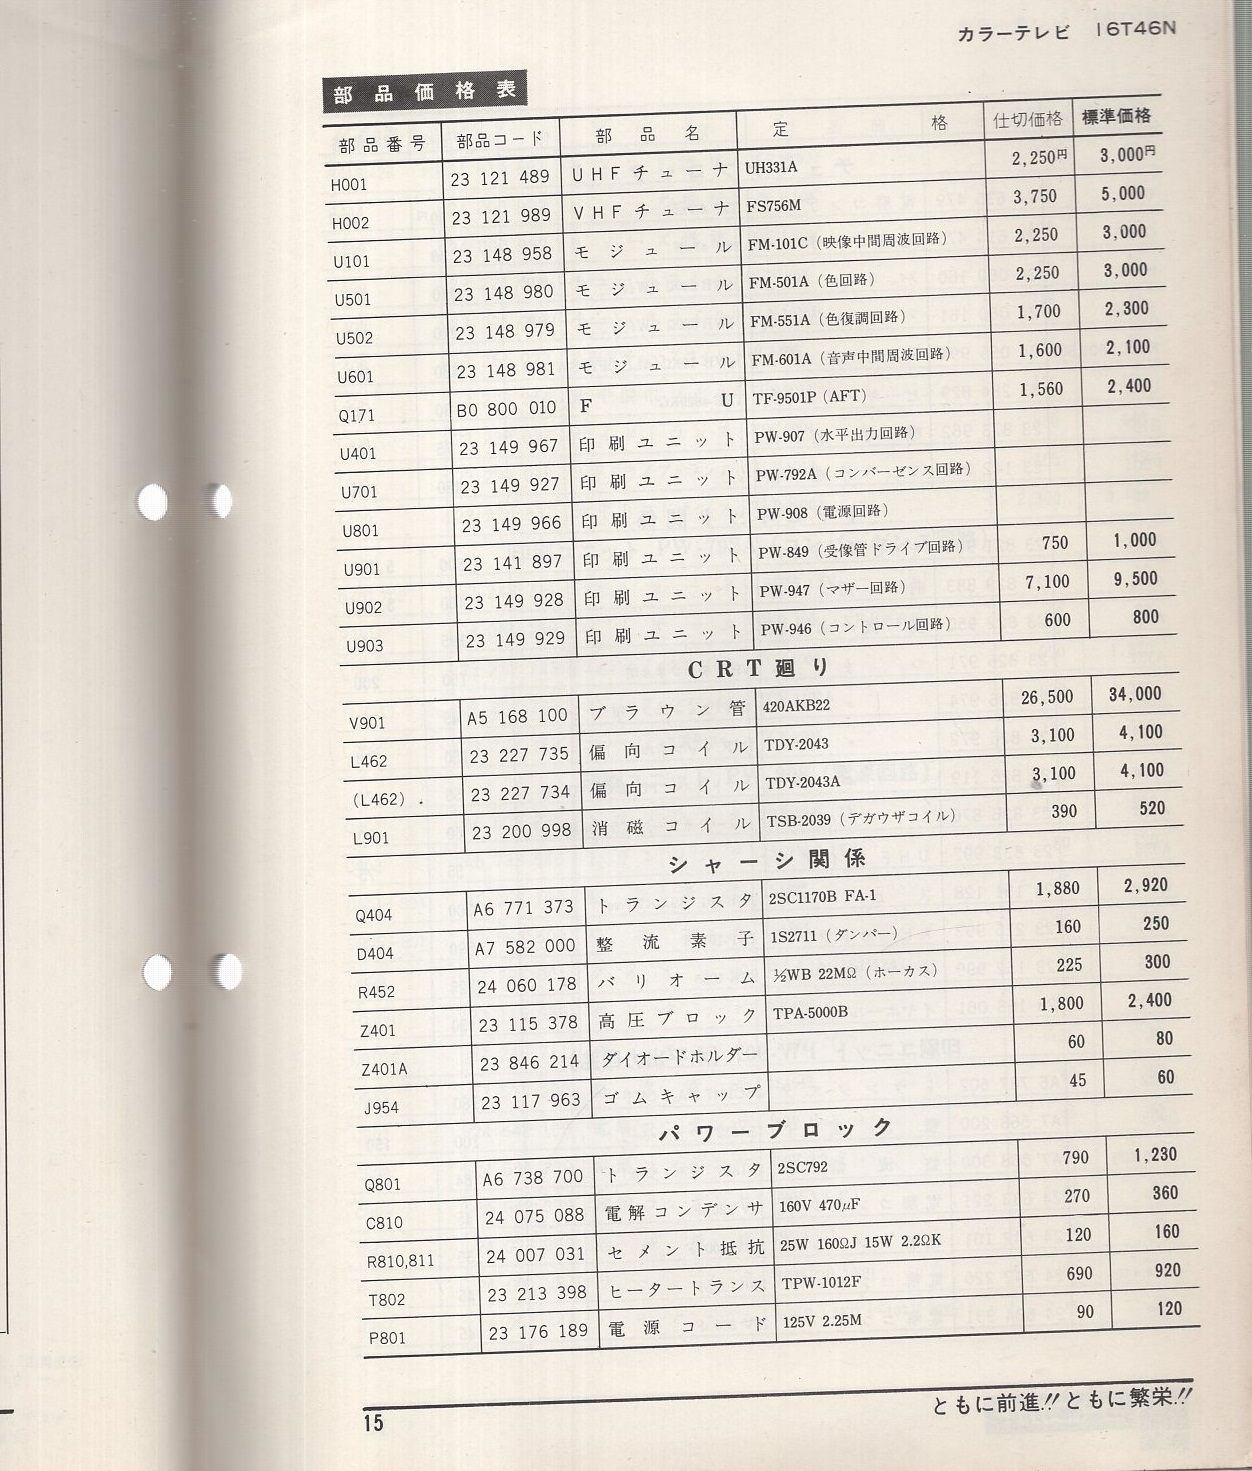 カラーテレビ 16T46N
部品価格表
部品番号 部品コード 部品名 定格 仕切価格 標準価格
H001 23 121 489 UHFチューナ UH331A 2,250円 3,000円
H002 23 121 989 VHFチューナ FS756M 3,750 5,000
U101 23 148 958 モジュール FM-101C（映像中間周波回路） 2,250 3,000
U501 23 148 980 モジュール FM-501A（色回路） 2,250 3,000
U502 23 148 979 モジュール FM-551A（色復調回路） 1,700 2,300
U601 23 148 981 モジュール FM-601A（音声中間周波回路） 1,600 2,100
Q171 B0 800 010 FU TF-9501P（AFT） 1,560 2,400
U401 23 149 967 印刷ユニット PW-907（水平出力回路）
U701 23 149 927 印刷ユニット PW-792A（コンバーゼンス回路）
U801 23 149 966 印刷ユニット PW-908（電源回路）
U901 23 141 897 印刷ユニット PW-849（受像管ドライブ回路） 750 1,000
U902 23 149 928 印刷ユニット PW-947（マザー回路） 7,100 9,500
U903 23 149 929 印刷ユニット PW-946（コントロール回路） 600 800
CRT廻り
V901 A5 168 100 ブラウン管 420AKB22 26,500 34,000
L462 23 227 735 偏向コイル TDY-2043 3,100 4,100
（L462） 23 227 734 偏向コイル TDY-2043A 3,100 4,100
L901 23 200 998 消磁コイル TSB-2039（デガウザコイル） 390 520
シャーシ関係
Q404 A6 771 373 トランジスタ 2SC1170B FA-1 1,880 2,920
D404 A7 582 000 整流素子 1S2711（ダンパー） 160 250
R452 24 060 178 バリオーム ½WB 22MΩ（ホーカス） 225 300
Z401 23 115 378 高圧ブロック TPA-5000B 1,800 2,400
Z401A 23 846 214 ダイオードホルダー 60 80
J954 23 117 963 ゴムキャップ 45 60
パワーブロック
Q801 A6 738 700 トランジスタ 2SC792 790 1,230
C810 24 075 088 電解コンデンサ 160V 470μF 270 360
R810,811 24 007 031 セメント抵抗 25W 160ΩJ 15W 2.2ΩK 120 160
T802 23 213 398 ヒータートランス TPW-1012F 690 920
P801 23 176 189 電源コード 125V 2.25M 90 120
15 ともに前進!!ともに繁栄!!